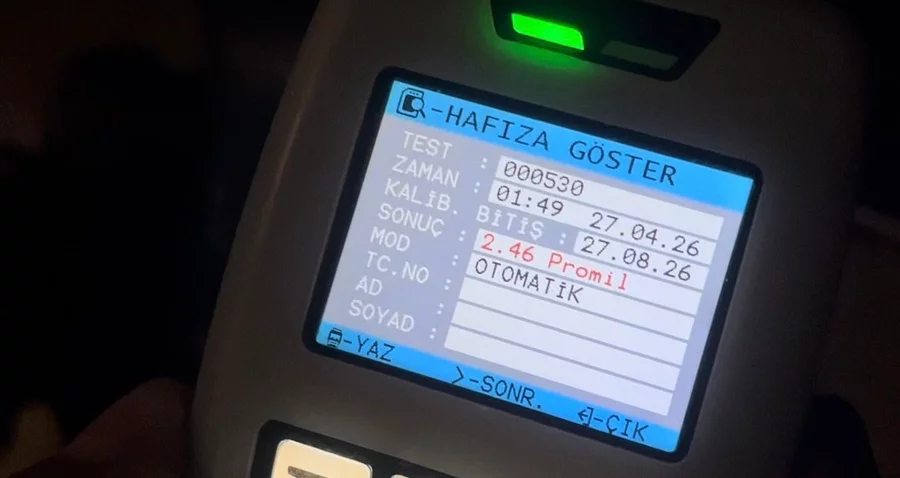 -HAFIZA GÖSTER
TEST : 000530
ZAMAN : 01:49 27.04.26
KALİB. BİTİŞ : 27.08.26
SONUÇ : 2.46 Promil
MOD : OTOMATİK
TC.NO :
AD :
SOYAD :
-YAZ >-SONR. -ÇIK